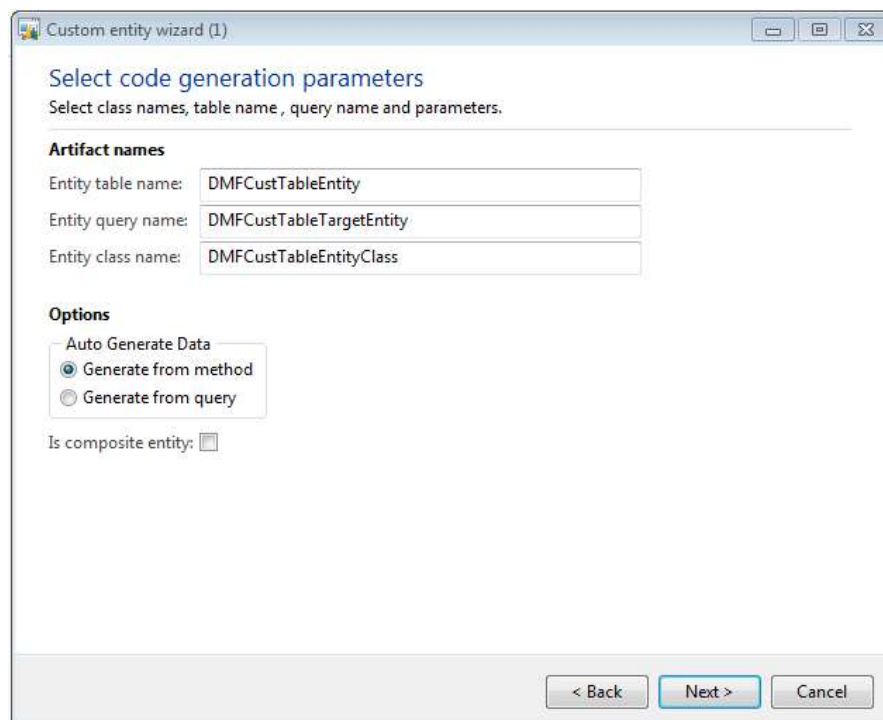 Custom entity wizard (1)
Select code generation parameters
Select class names, table name , query name and parameters.
Artifact names
Entity table name: DMFCustTableEntity
Entity query name: DMFCustTableTargetEntity
Entity class name: DMFCustTableEntityClass
Options
Auto Generate Data
Generate from method
Generate from query
Is composite entity:
< Back Next > Cancel